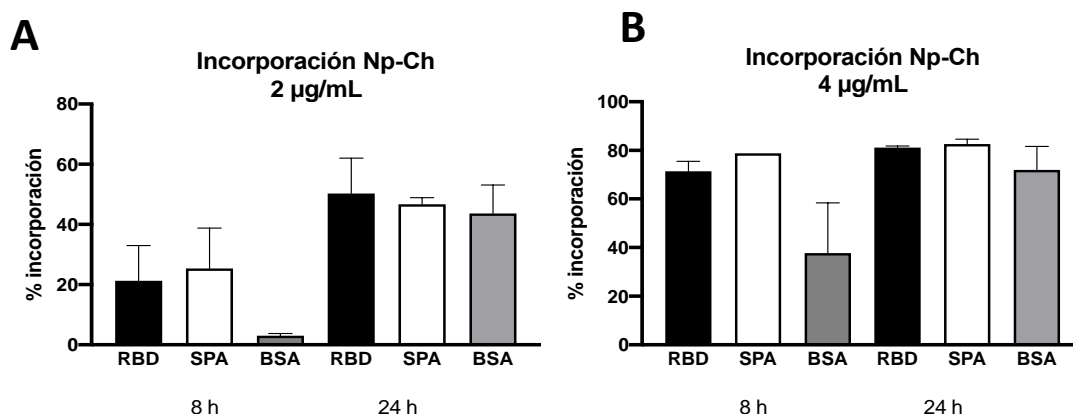 A
Incorporación Np-Ch
2 µg/mL
% incorporación
80
60
40
20
0
RBD SPA BSA RBD SPA BSA
8 h 24 h
B
Incorporación Np-Ch
4 µg/mL
% incorporación
100
80
60
40
20
0
RBD SPA BSA RBD SPA BSA
8 h 24 h